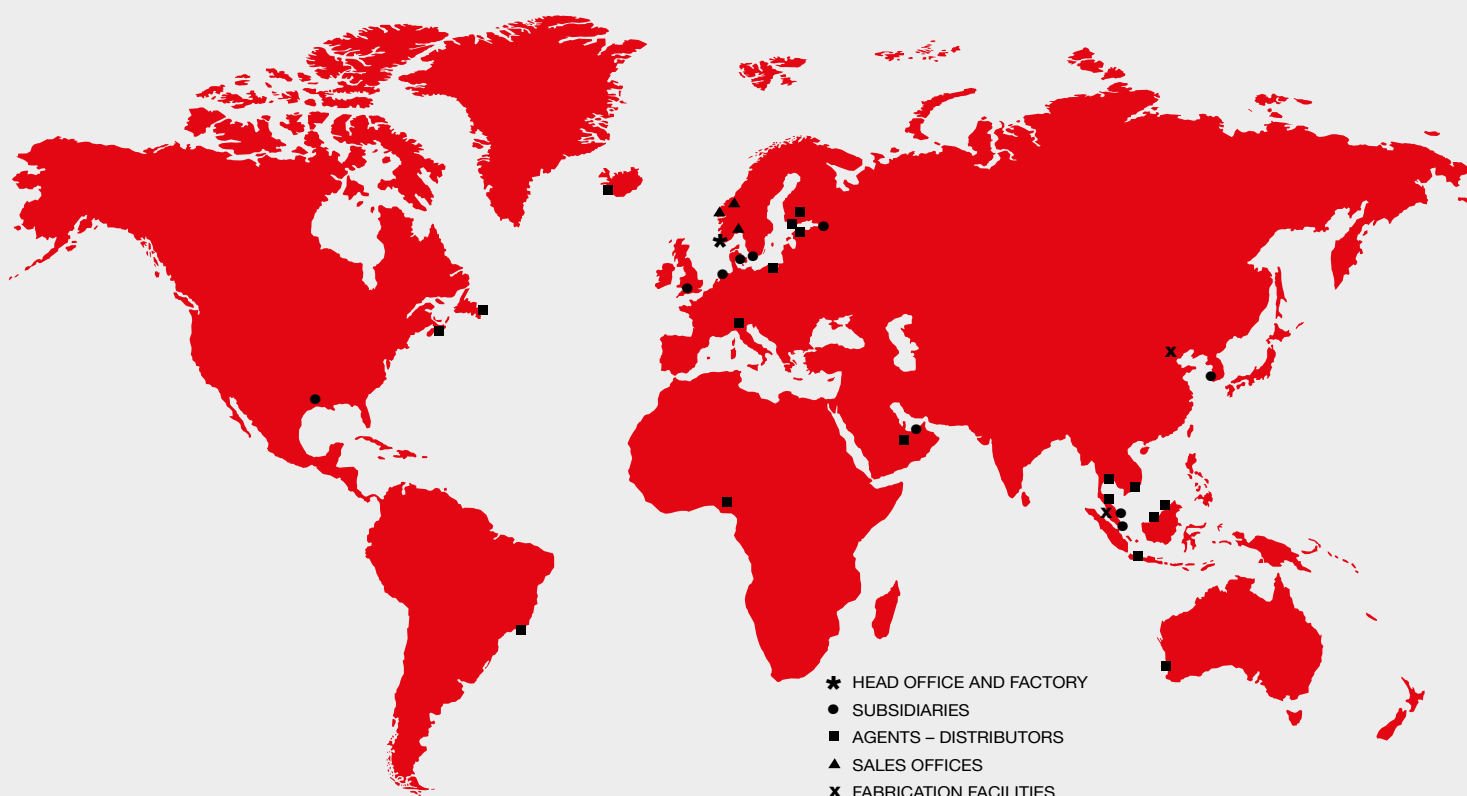 HEAD OFFICE AND FACTORY
SUBSIDIARIES
AGENTS – DISTRIBUTORS
SALES OFFICES
FABRICATION FACILITIES